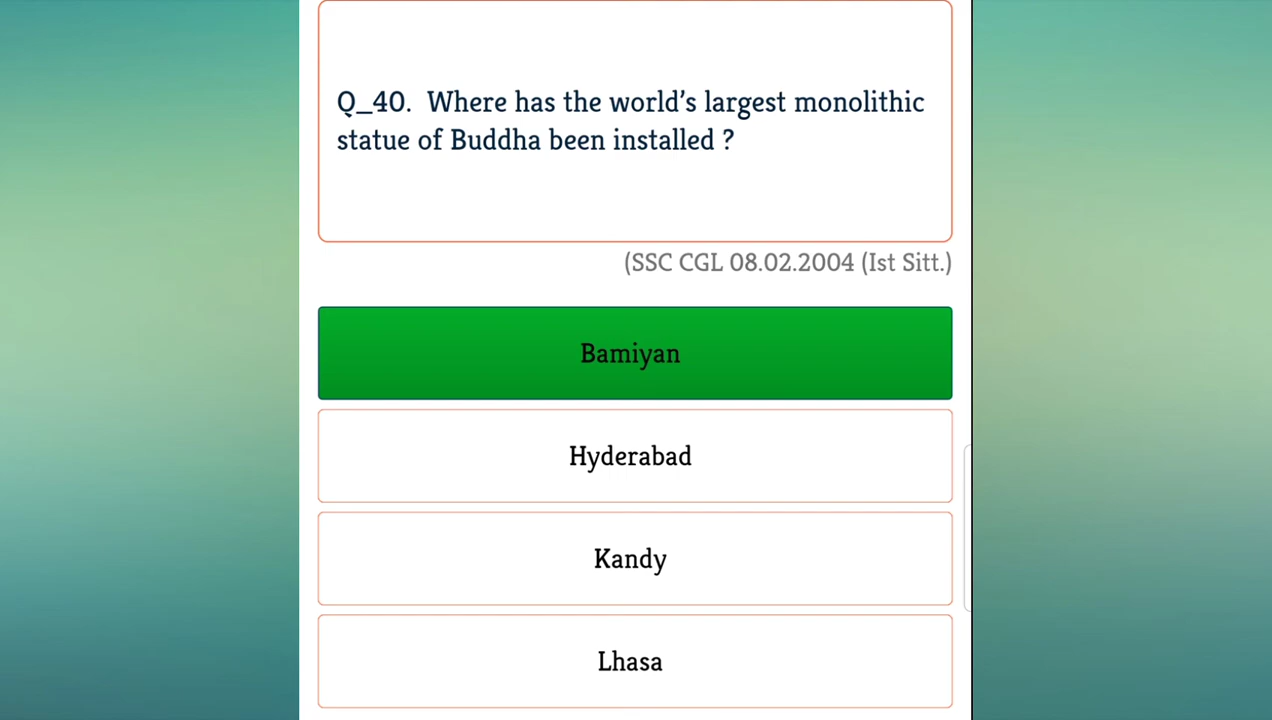 Q_40. Where has the world's largest monolithic
statue of Buddha been installed ?
(SSC CGL 08.02.2004 (Ist Sitt.)
Bamiyan
Hyderabad
Kandy
Lhasa